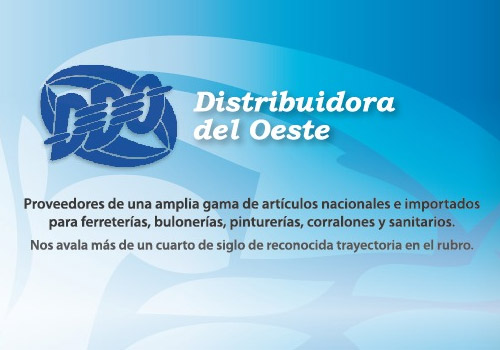 Distribuidora
del Oeste
Proveedores de una amplia gama de artículos nacionales e importados
para ferreterías, bulonerías, pinturerías, corralones y sanitarios.
Nos avala más de un cuarto de siglo de reconocida trayectoria en el rubro.